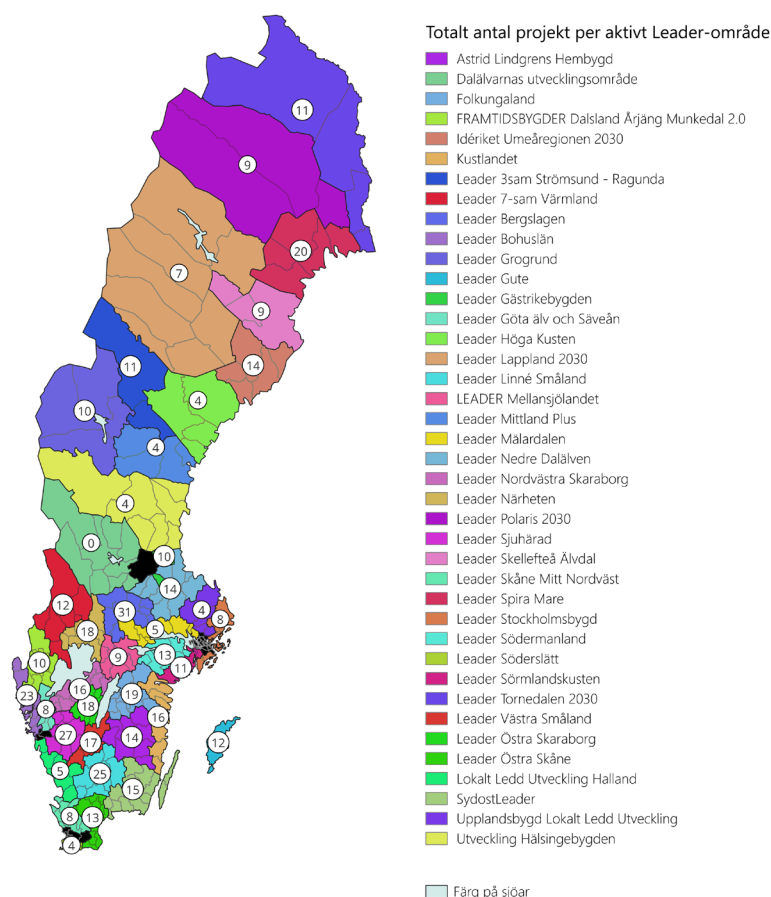 Totalt antal projekt per aktivt Leader-område
Astrid Lindgrens Hembygd
Dalälvarnas utvecklingsområde
Folkungaland
FRAMTIDSBYGDER Dalsland Årjäng Munkedal 2.0
Idériket Umeåregionen 2030
Kustlandet
Leader 3sam Strömsund - Ragunda
Leader 7-sam Värmland
Leader Bergslagen
Leader Bohuslän
Leader Grogrund
Leader Gute
Leader Gästrikebygden
Leader Göta älv och Säveån
Leader Höga Kusten
Leader Lappland 2030
Leader Linné Småland
LEADER Mellansjölandet
Leader Mittland Plus
Leader Mälardalen
Leader Nedre Dalälven
Leader Nordvästra Skaraborg
Leader Närheten
Leader Polaris 2030
Leader Sjuhärad
Leader Skellefteå Älvdal
Leader Skåne Mitt Nordväst
Leader Spira Mare
Leader Stockholmsbygd
Leader Södermanland
Leader Söderslätt
Leader Sörmlandskusten
Leader Tornedalen 2030
Leader Västra Småland
Leader Östra Skaraborg
Leader Östra Skåne
Lokalt Ledd Utveckling Halland
SydostLeader
Upplandsbygd Lokalt Ledd Utveckling
Utveckling Hälsingebygden
Färg på sjöar
11
9
20
7
9
11
14
4
10
4
4
0
10
14
12
31
4
8
18
5
13
9
11
10
23
16
19
8
18
16
27
17
14
12
5
25
15
8
13
4